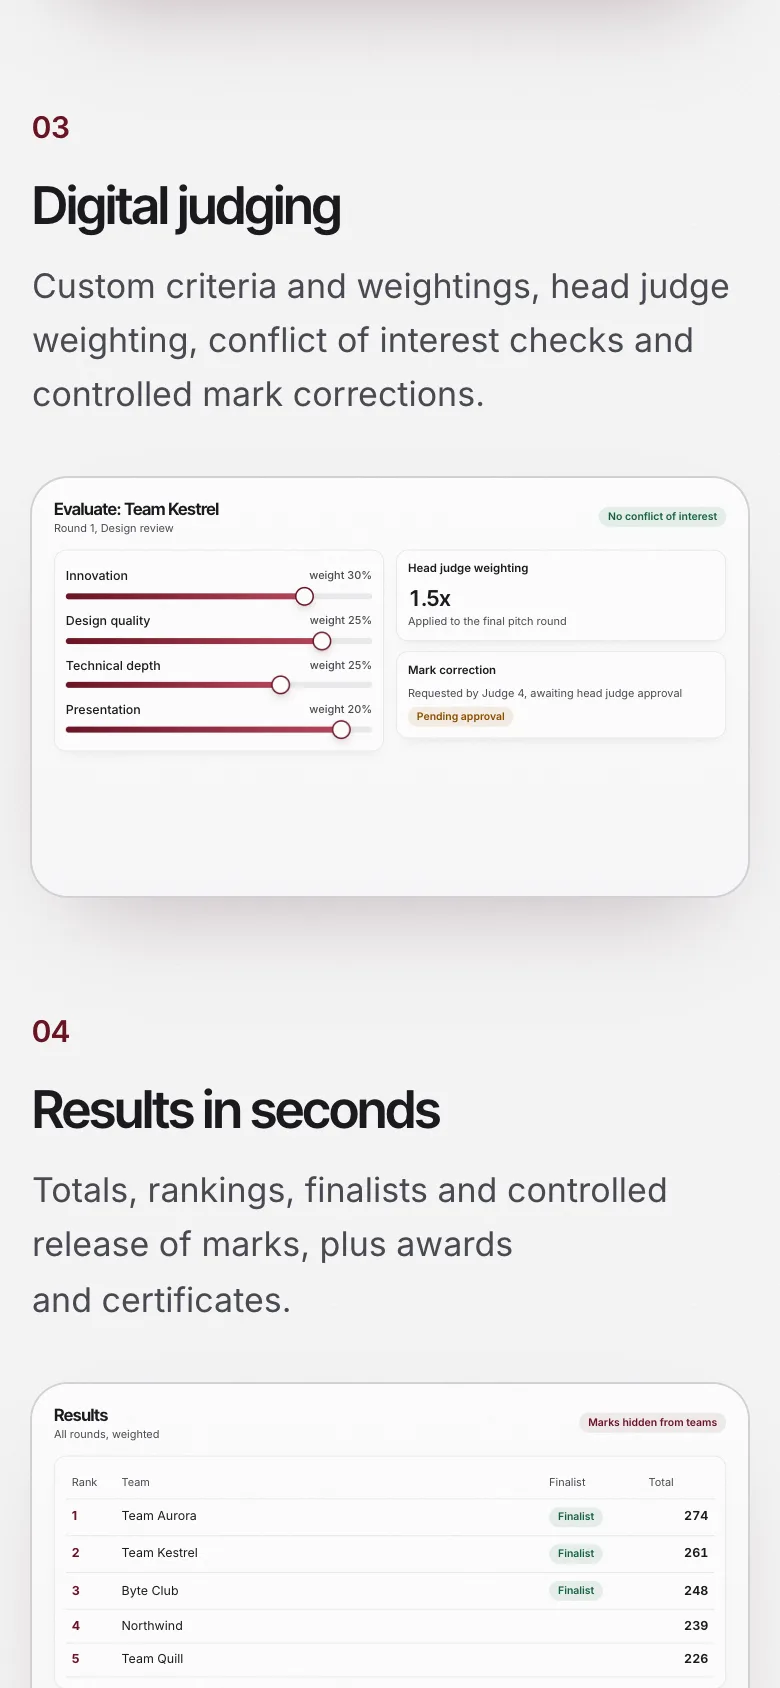 03
Digital judging
Custom criteria and weightings, head judge
weighting, conflict of interest checks and
controlled mark corrections.
Evaluate: Team Kestrel
Round 1, Design review
No conflict of interest
Innovation weight 30%
Design quality weight 25%
Technical depth weight 25%
Presentation weight 20%
Head judge weighting
1.5x
Applied to the final pitch round
Mark correction
Requested by Judge 4, awaiting head judge approval
Pending approval
04
Results in seconds
Totals, rankings, finalists and controlled
release of marks, plus awards
and certificates.
Results
All rounds, weighted
Marks hidden from teams
Rank Team Finalist Total
1 Team Aurora Finalist 274
2 Team Kestrel Finalist 261
3 Byte Club Finalist 248
4 Northwind 239
5 Team Quill 226